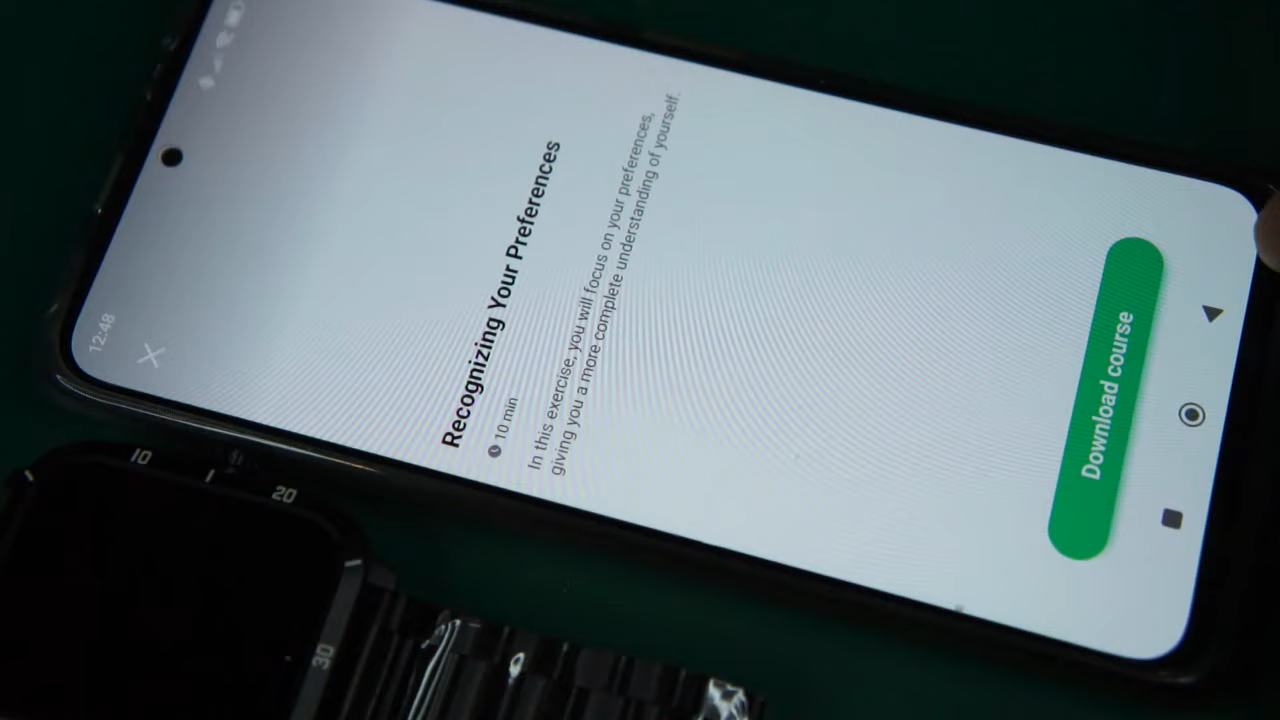 12:48
Recognizing Your Preferences
10 min
In this exercise, you will focus on your preferences,
giving you a more complete understanding of yourself.
Download course
10
20
30